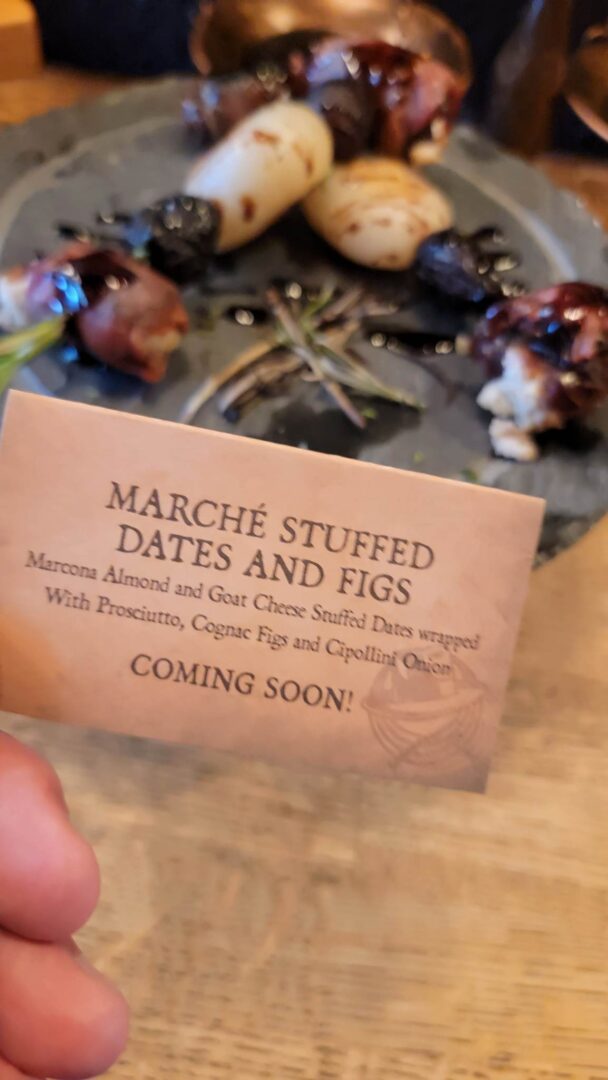 MARCHÉ STUFFED
DATES AND FIGS
Marcona Almond and Goat Cheese Stuffed Dates wrapped
With Prosciutto, Cognac Figs and Cipollini Onion
COMING SOON!